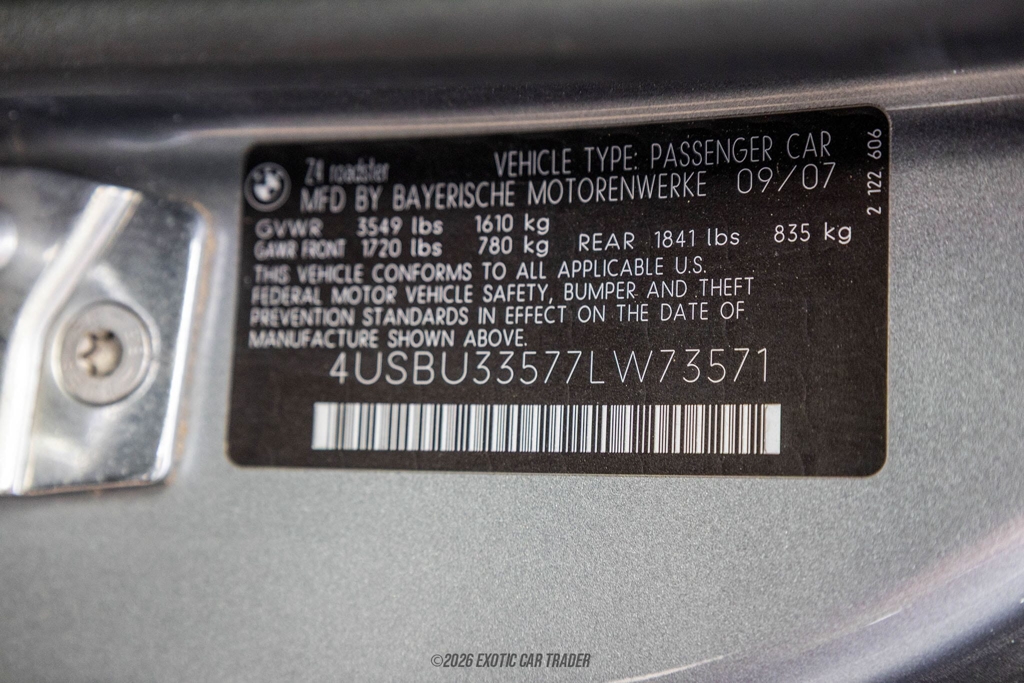 Z4 roadster
VEHICLE TYPE: PASSENGER CAR
MFD BY BAYERISCHE MOTORENWERKE 09/07
GVWR 3549 lbs 1610 kg
GAWR FRONT 1720 lbs 780 kg REAR 1841 lbs 835 kg
THIS VEHICLE CONFORMS TO ALL APPLICABLE U.S.
FEDERAL MOTOR VEHICLE SAFETY, BUMPER AND THEFT
PREVENTION STANDARDS IN EFFECT ON THE DATE OF
MANUFACTURE SHOWN ABOVE.
4USBU33577LW73571
2 122 606
©2026 EXOTIC CAR TRADER